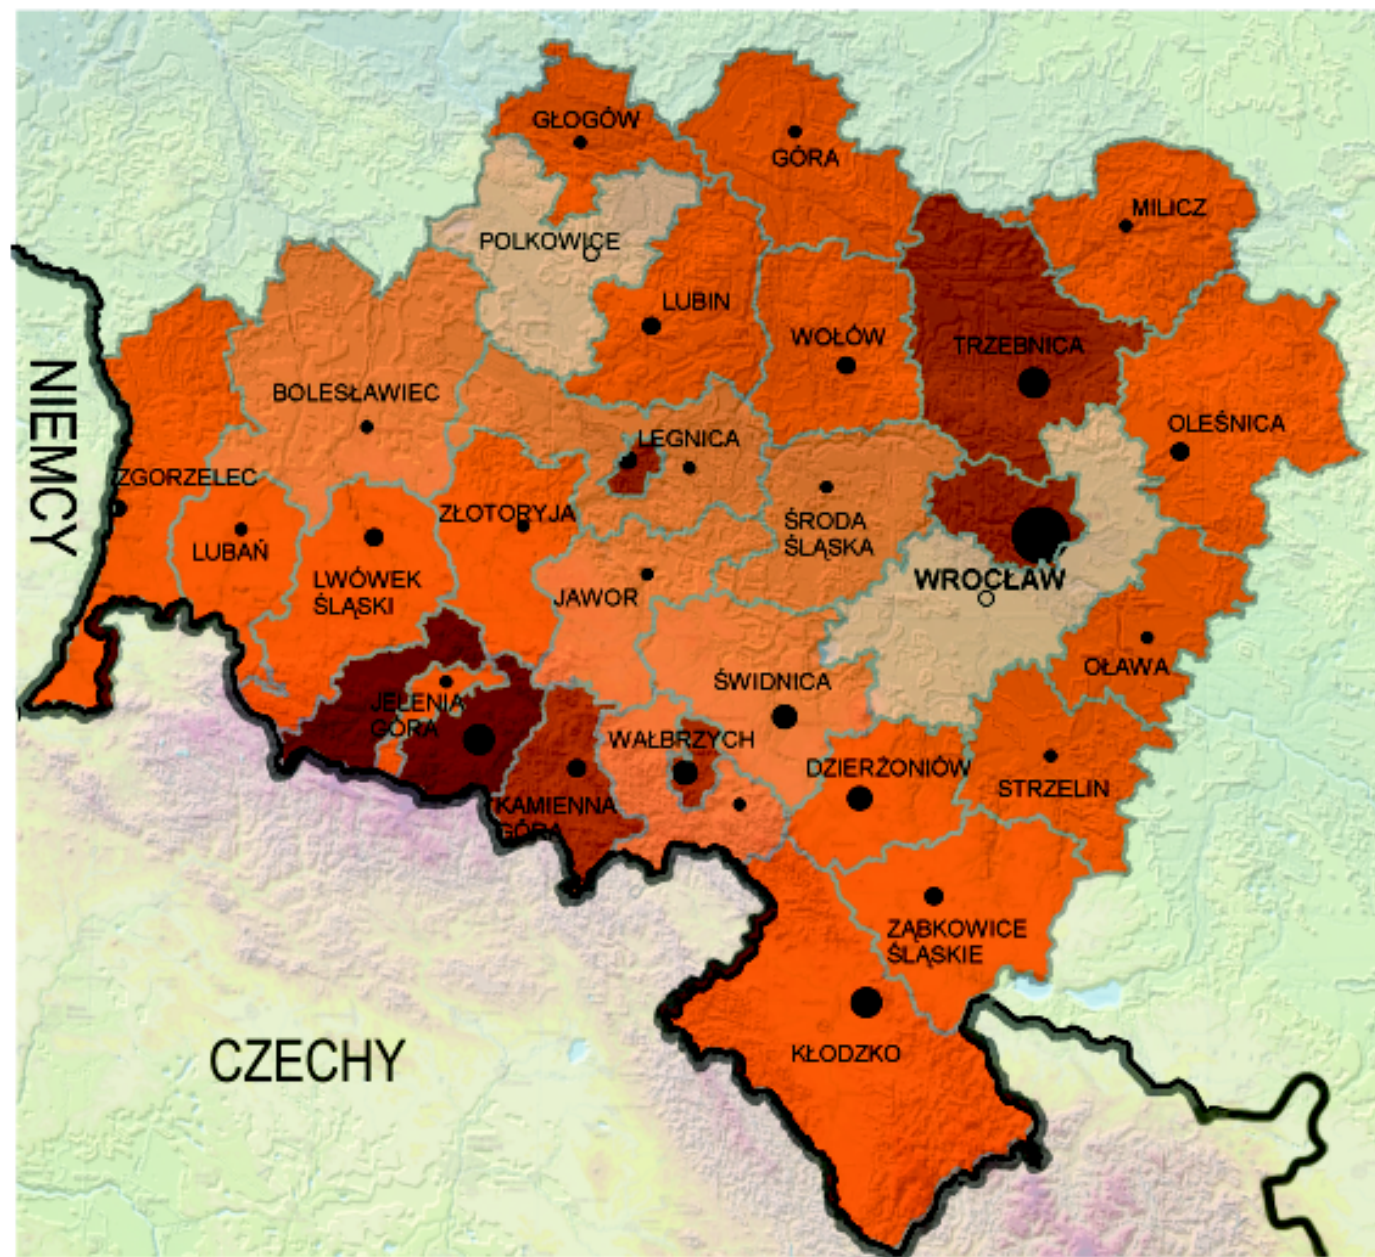 GŁOGÓW
GÓRA
MILICZ
POLKOWICE
LUBIN
WOŁÓW
TRZEBNICA
NIEMCY
BOLESŁAWIEC
OLEŚNICA
LEGNICA
ZGORZELEC
ZŁOTORYJA
ŚRODA
ŚLĄSKA
LUBAŃ
LWÓWEK
ŚLĄSKI
WROCŁAW
JAWOR
OŁAWA
ŚWIDNICA
JELENIA
GÓRA
WAŁBRZYCH
DZIERŻONIÓW
STRZELIN
KAMIENNA
GÓRA
ZĄBKOWICE
ŚLĄSKIE
CZECHY
KŁODZKO